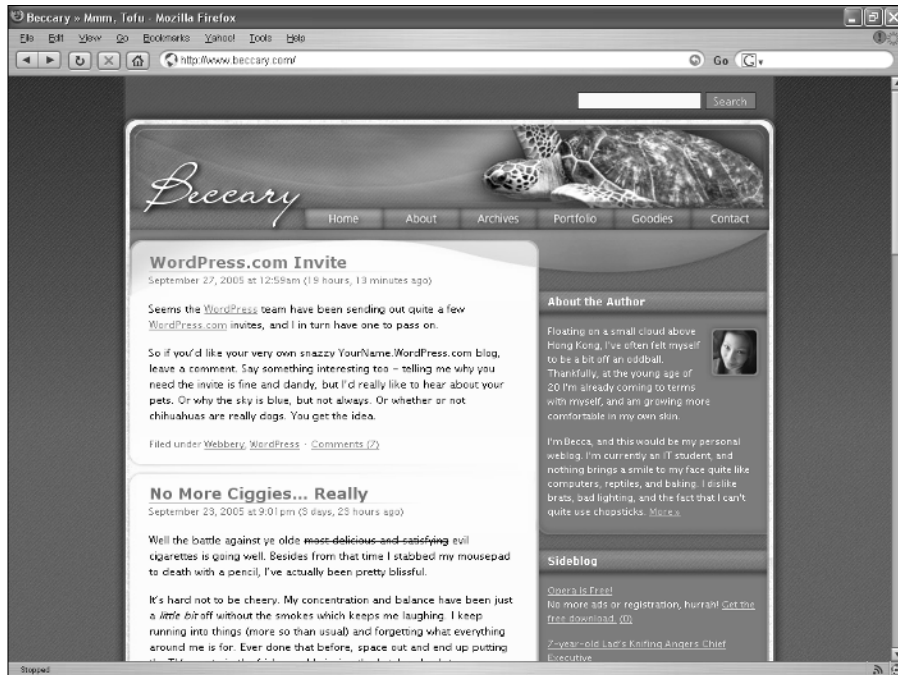 Beccary » Mmm, Tofu - Mozilla Firefox
File Edit View Go Bookmarks Yahoo! Tools Help
http://www.beccary.com/
Go
G
Search
Beccary
Home About Archives Portfolio Goodies Contact
WordPress.com Invite
September 27, 2005 at 12:59am (19 hours, 13 minutes ago)
Seems the WordPress team have been sending out quite a few
WordPress.com invites, and I in turn have one to pass on.
So if you'd like your very own snazzy YourName.WordPress.com blog,
leave a comment. Say something interesting too – telling me why you
need the invite is fine and dandy, but I'd really like to hear about your
pets. Or why the sky is blue, but not always. Or whether or not
chihuahuas are really dogs. You get the idea.
Filed under Webbery, WordPress · Comments (7)
No More Ciggies... Really
September 23, 2005 at 9:01pm (3 days, 23 hours ago)
Well the battle against ye olde most delicious and satisfying evil
cigarettes is going well. Besides from that time I stabbed my mousepad
to death with a pencil, I've actually been pretty blissful.
It's hard not to be cheery. My concentration and balance have been just
a little bit off without the smokes which keeps me laughing. I keep
running into things (more so than usual) and forgetting what everything
around me is for. Ever done that before, space out and end up putting
About the Author
Floating on a small cloud above
Hong Kong, I've often felt myself
to be a bit off an oddball.
Thankfully, at the young age of
20 I'm already coming to terms
with myself, and am growing more
comfortable in my own skin.
I'm Becca, and this would be my personal
weblog. I'm currently an IT student, and
nothing brings a smile to my face quite like
computers, reptiles, and baking. I dislike
brats, bad lighting, and the fact that I can't
quite use chopsticks. More »
Sideblog
Opera is Free!
No more ads or registration, hurrah! Get the
free download. (0)
7-year-old Lad's Knifing Angers Chief
Executive
Stopped